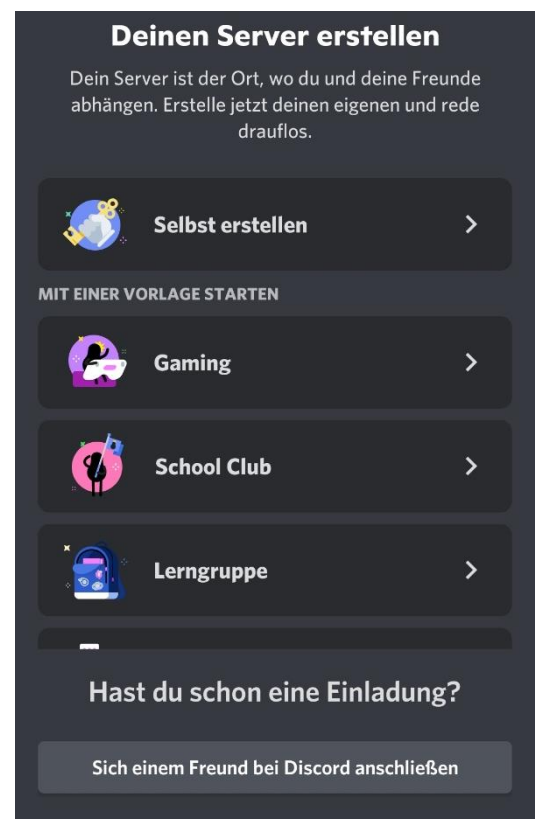 Deinen Server erstellen
Dein Server ist der Ort, wo du und deine Freunde
abhängen. Erstelle jetzt deinen eigenen und rede
drauflos.
Selbst erstellen
MIT EINER VORLAGE STARTEN
Gaming
School Club
Lerngruppe
Hast du schon eine Einladung?
Sich einem Freund bei Discord anschließen